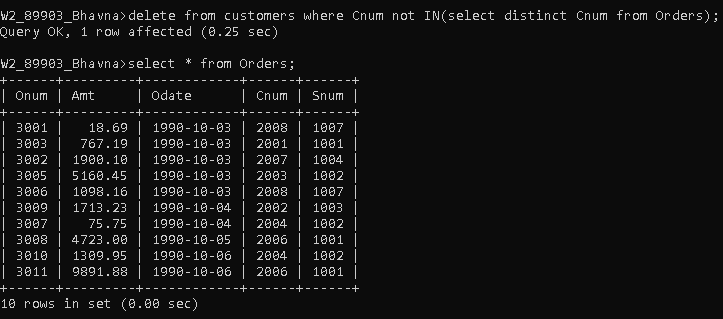 W2_89903_Bhavna>delete from customers where Cnum not IN(select distinct Cnum from Orders);
Query OK, 1 row affected (0.25 sec)
W2_89903_Bhavna>select * from Orders;
+------+---------+------------+------+------+
| Onum | Amt     | Odate      | Cnum | Snum |
+------+---------+------------+------+------+
| 3001 |   18.69 | 1990-10-03 | 2008 | 1007 |
| 3003 |  767.19 | 1990-10-03 | 2001 | 1001 |
| 3002 | 1900.10 | 1990-10-03 | 2007 | 1004 |
| 3005 | 5160.45 | 1990-10-03 | 2003 | 1002 |
| 3006 | 1098.16 | 1990-10-03 | 2008 | 1007 |
| 3009 | 1713.23 | 1990-10-04 | 2002 | 1003 |
| 3007 |   75.75 | 1990-10-04 | 2004 | 1002 |
| 3008 | 4723.00 | 1990-10-05 | 2006 | 1001 |
| 3010 | 1309.95 | 1990-10-06 | 2004 | 1002 |
| 3011 | 9891.88 | 1990-10-06 | 2006 | 1001 |
+------+---------+------------+------+------+
10 rows in set (0.00 sec)